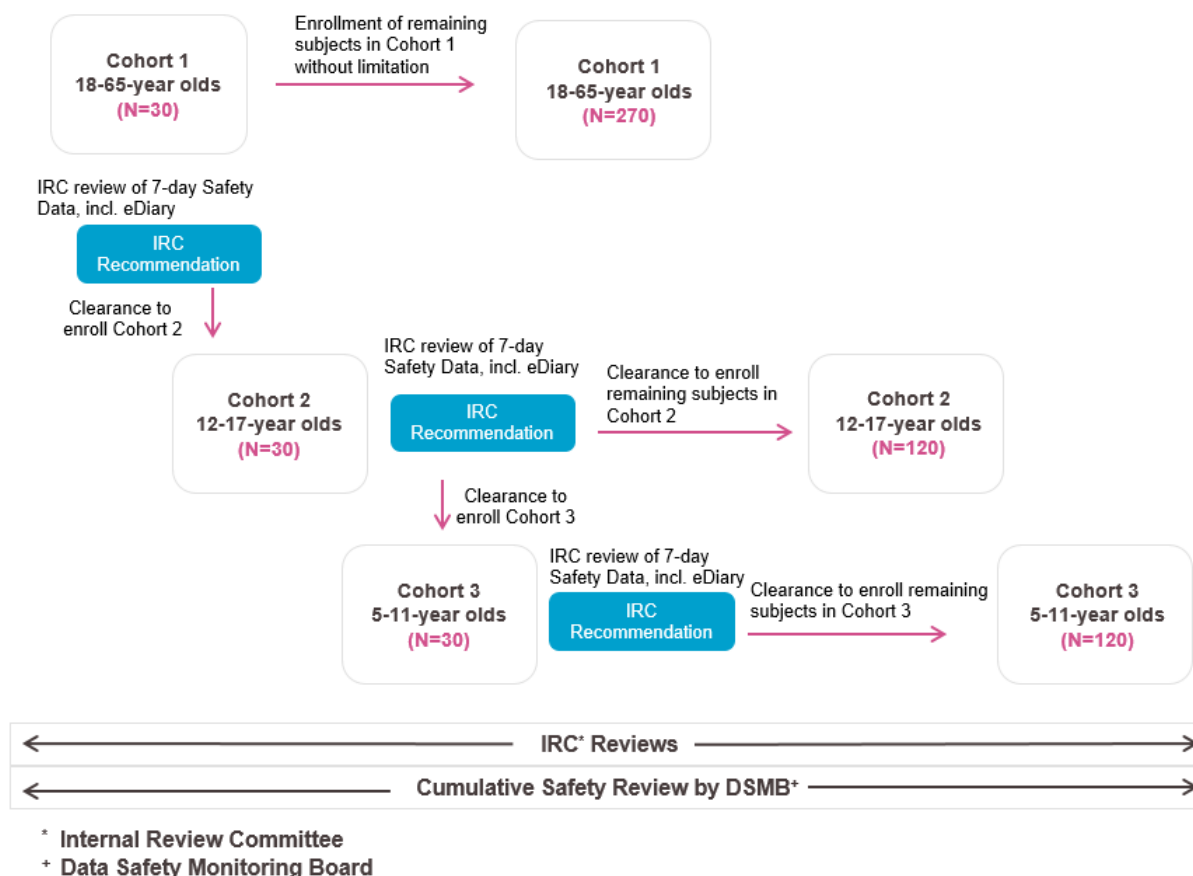 Cohort 1
18-65-year olds
(N=30)
Enrollment of remaining
subjects in Cohort 1
without limitation
Cohort 1
18-65-year olds
(N=270)
IRC review of 7-day Safety
Data, incl. eDiary
IRC
Recommendation
Clearance to
enroll Cohort 2
Cohort 2
12-17-year olds
(N=30)
IRC review of 7-day
Safety Data, incl. eDiary
IRC
Recommendation
Clearance to enroll
remaining subjects in
Cohort 2
Cohort 2
12-17-year olds
(N=120)
Clearance to
enroll Cohort 3
Cohort 3
5-11-year olds
(N=30)
IRC review of 7-day
Safety Data, incl. eDiary
IRC
Recommendation
Clearance to enroll remaining
subjects in Cohort 3
Cohort 3
5-11-year olds
(N=120)
IRC* Reviews
Cumulative Safety Review by DSMB+
* Internal Review Committee
+ Data Safety Monitoring Board